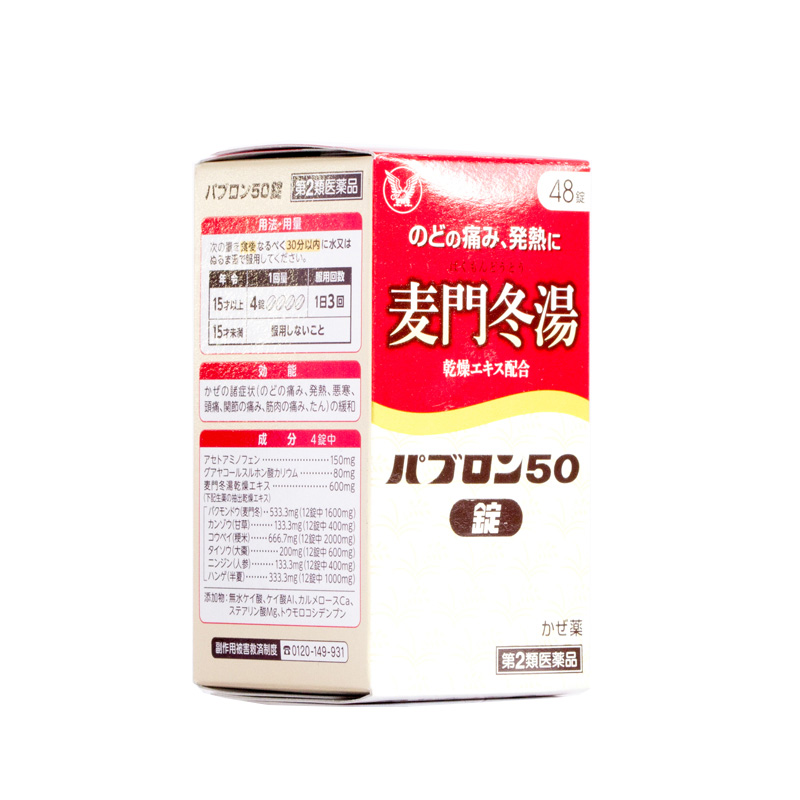 パブロン50錠 第2類医薬品
用法・用量
次の量を食後なるべく30分以内に水又は
ぬるま湯で服用してください。
年令 1回量 服用回数
15才以上 4錠 1日3回
15才未満 服用しないこと
効能
かぜの諸症状(のどの痛み、発熱、悪寒、
頭痛、関節の痛み、筋肉の痛み、たん)の緩和
成分 4錠中
アセトアミノフェン…………………150mg
グアヤコールスルホン酸カリウム…………80mg
麦門冬湯乾燥エキス………………600mg
(下記生薬の抽出乾燥エキス)
バクモンドウ(麦門冬)‥533.3mg(12錠中1600mg)
カンゾウ(甘草)………133.3mg(12錠中400mg)
コウベイ(粳米)………666.7mg(12錠中2000mg)
タイソウ(大棗)…………200mg(12錠中600mg)
ニンジン(人参)………133.3mg(12錠中400mg)
ハンゲ(半夏)…………333.3mg(12錠中1000mg)
添加物:無水ケイ酸、ケイ酸Al、カルメロースCa、
ステアリン酸Mg、トウモロコシデンプン
副作用被害救済制度 ☎0120-149-931
48錠
のどの痛み、発熱に
ばくもんどうとう
麦門冬湯
乾燥エキス配合
パブロン50
錠
かぜ薬
第2類医薬品